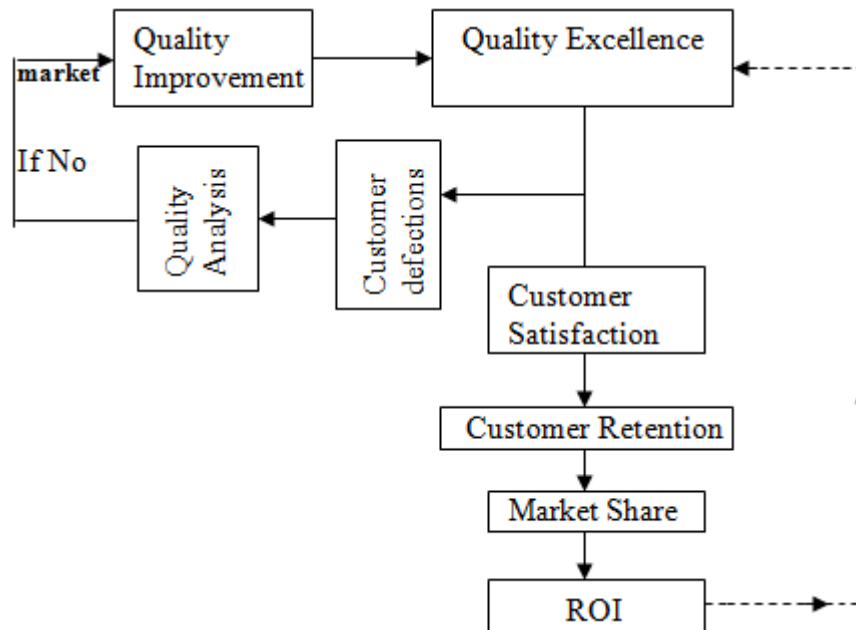 Quality
Improvement
Quality Excellence
market
If No
Quality
Analysis
Customer
defections
Customer
Satisfaction
Customer Retention
Market Share
ROI